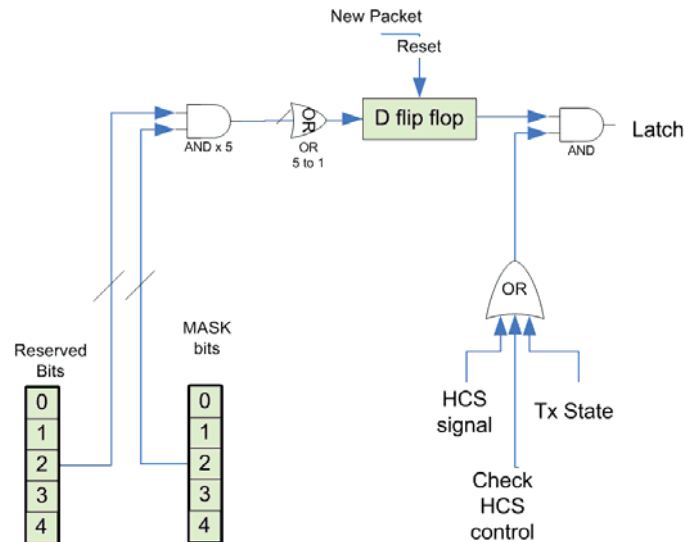 New Packet
Reset
OR
D flip flop
Latch
AND x 5
OR
5 to 1
AND
OR
Reserved
Bits
MASK
bits
0
1
2
3
4
0
1
2
3
4
HCS
signal
Tx State
Check
HCS
control